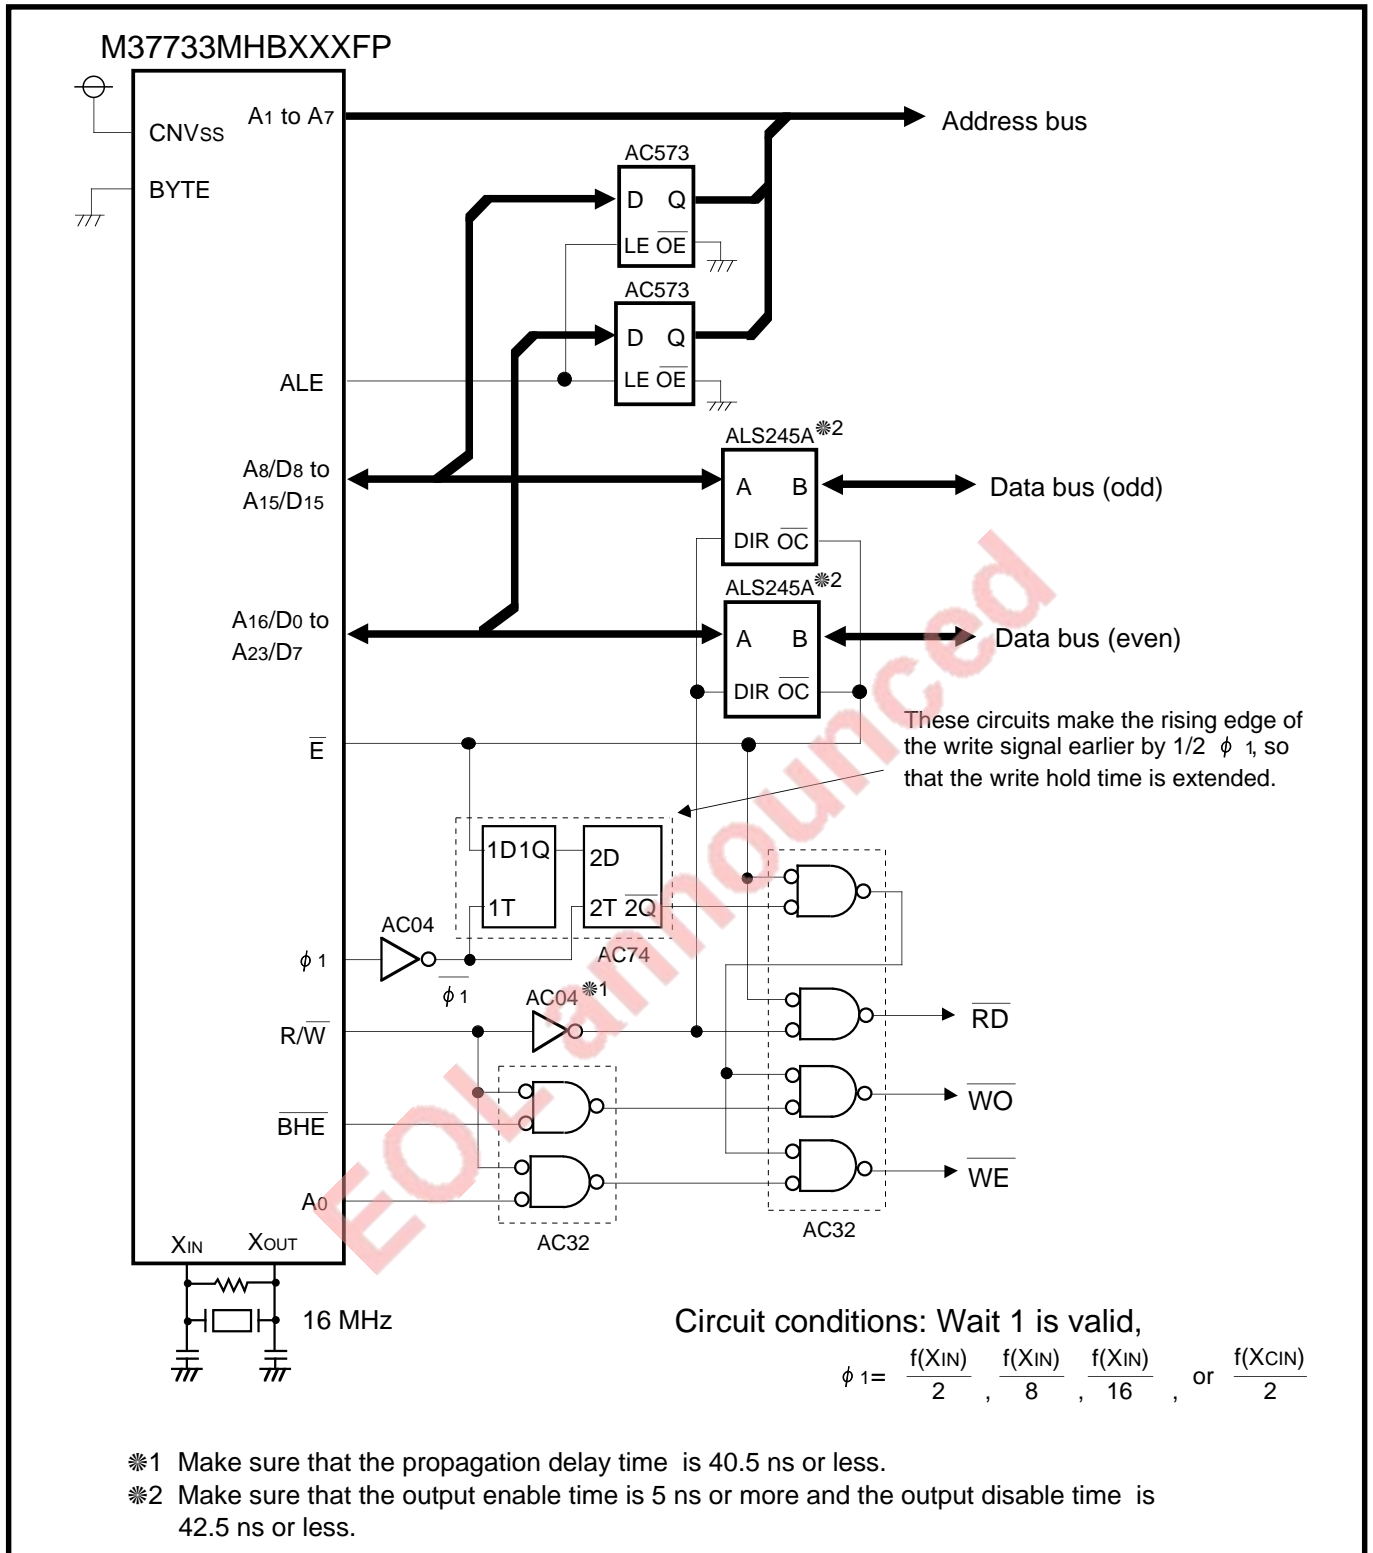 M37733MHBXXXFP
CNVSS
A1 to A7
Address bus
BYTE
AC573
D Q
LE OE
AC573
D Q
LE OE
ALE
ALS245A※2
A8/D8 to
A15/D15
A B
Data bus (odd)
DIR OC
ALS245A※2
A16/D0 to
A23/D7
A B
Data bus (even)
DIR OC
These circuits make the rising edge of
the write signal earlier by 1/2 φ 1, so
that the write hold time is extended.
E
1D1Q
2D
1T
2T 2Q
AC04
AC74
φ 1
φ 1
AC04※1
R/W
RD
BHE
WO
WE
A0
AC32
AC32
XIN XOUT
16 MHz
Circuit conditions: Wait 1 is valid,
φ 1= f(XIN)/2 , f(XIN)/8 , f(XIN)/16 , or f(XCIN)/2
※1 Make sure that the propagation delay time is 40.5 ns or less.
※2 Make sure that the output enable time is 5 ns or more and the output disable time is
42.5 ns or less.
EOL announced